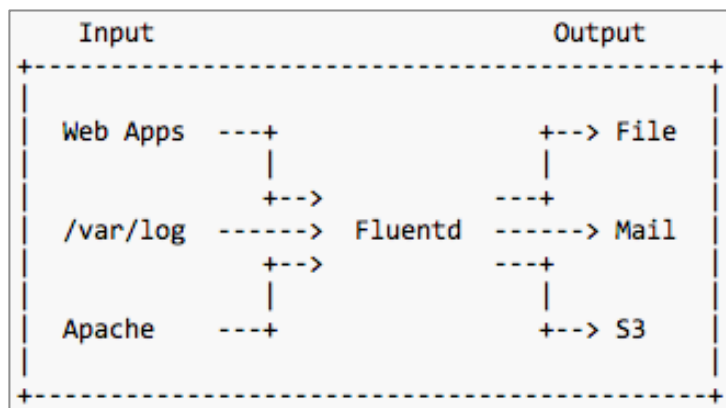 Input Output
Web Apps ---+ +--> File
+--> ---+
/var/log ------> Fluentd ------> Mail
+--> ---+
Apache ---+ +--> S3